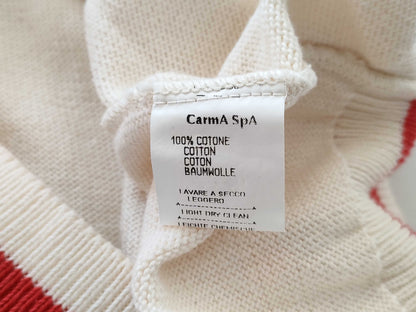 CarmA SpA
100% COTONE
COTTON
COTON
BAUMWOLLE
LAVARE A SECCO
LEGGERO
LIGHT DRY CLEAN